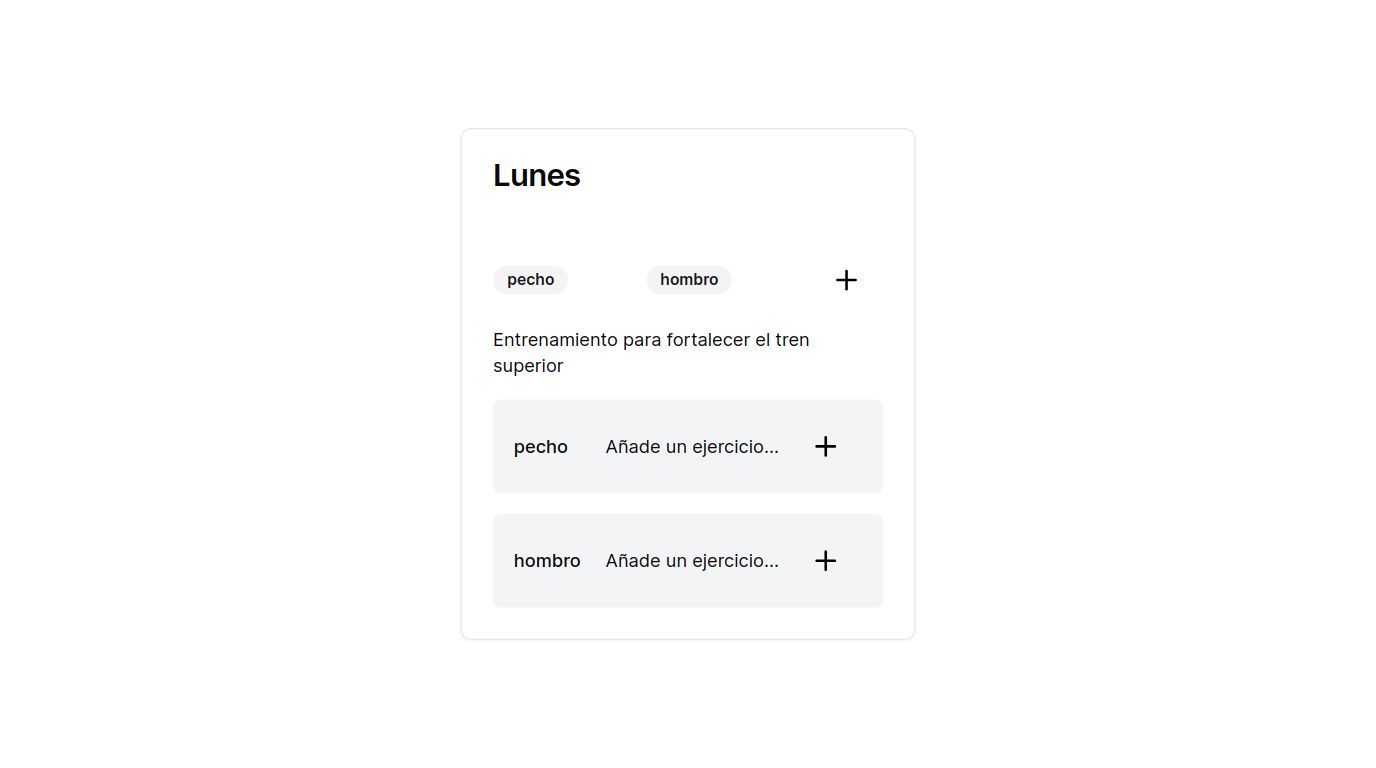 Lunes
pecho hombro
Entrenamiento para fortalecer el tren
superior
pecho Añade un ejercicio...
hombro Añade un ejercicio...